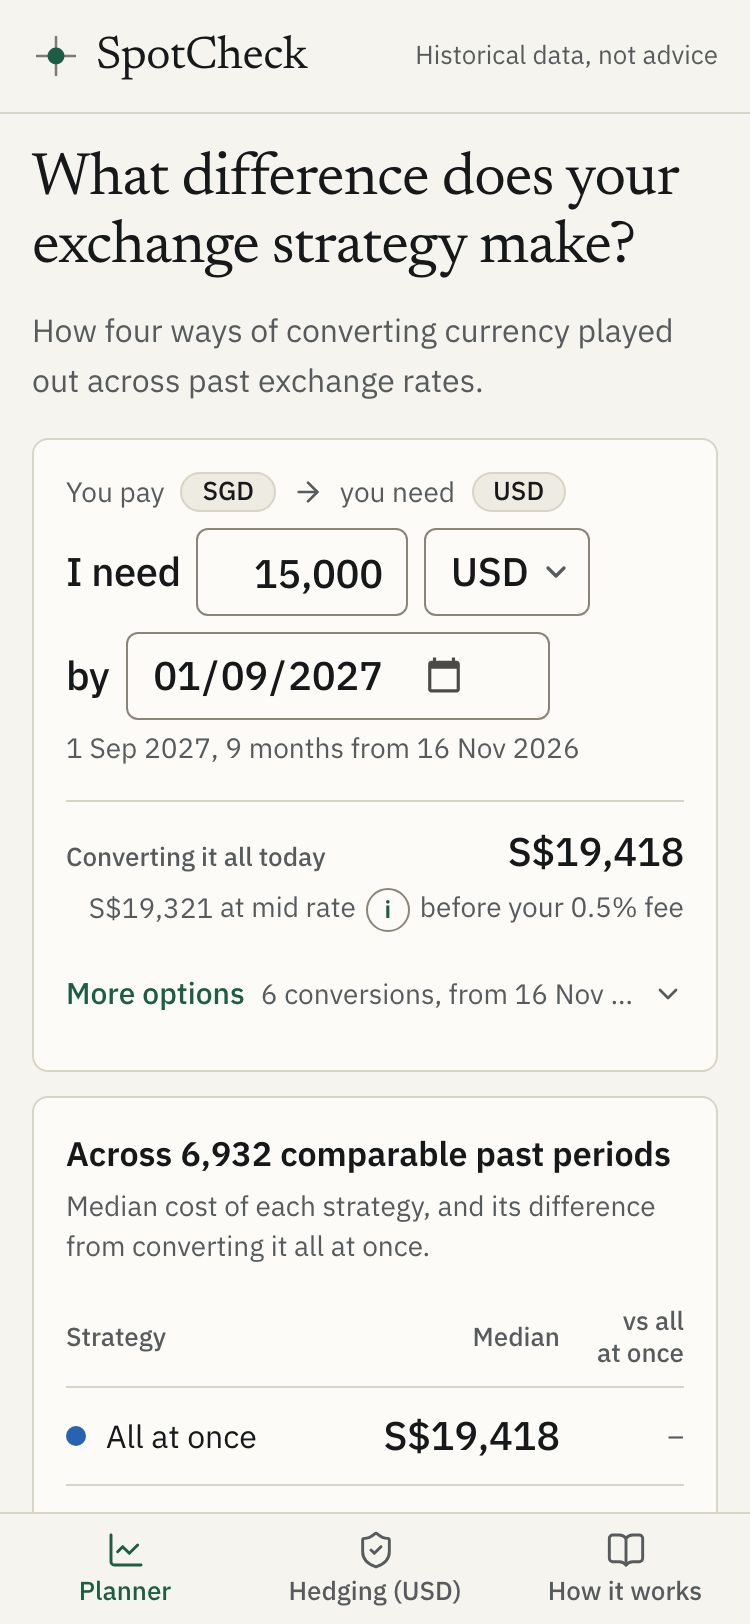 SpotCheck
Historical data, not advice
What difference does your
exchange strategy make?
How four ways of converting currency played
out across past exchange rates.
You pay SGD → you need USD
I need 15,000 USD
by 01/09/2027
1 Sep 2027, 9 months from 16 Nov 2026
Converting it all today S$19,418
S$19,321 at mid rate i before your 0.5% fee
More options 6 conversions, from 16 Nov ...
Across 6,932 comparable past periods
Median cost of each strategy, and its difference
from converting it all at once.
Strategy Median vs all
at once
All at once S$19,418 –
Planner Hedging (USD) How it works